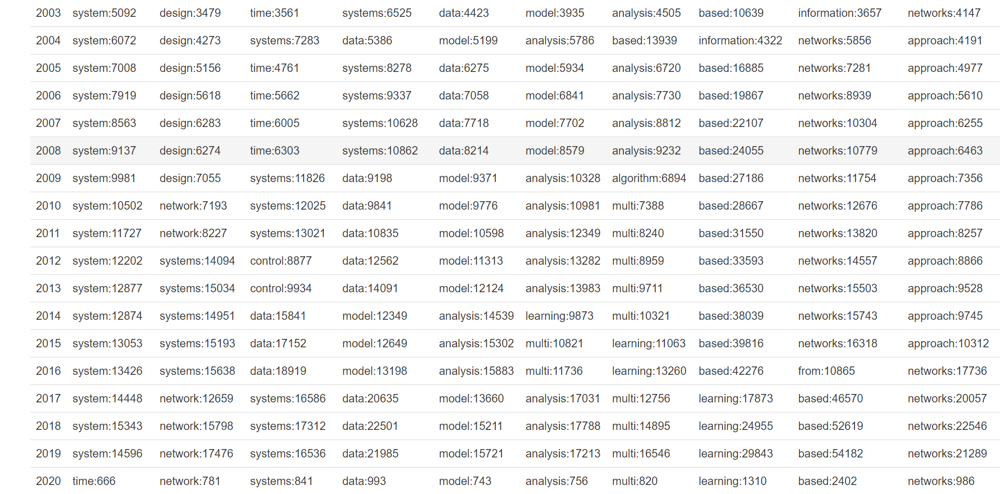 2003 system:5092 design:3479 time:3561 systems:6525 data:4423 model:3935 analysis:4505 based:10639 information:3657 networks:4147
2004 system:6072 design:4273 systems:7283 data:5386 model:5199 analysis:5786 based:13939 information:4322 networks:5856 approach:4191
2005 system:7008 design:5156 time:4761 systems:8278 data:6275 model:5934 analysis:6720 based:16885 networks:7281 approach:4977
2006 system:7919 design:5618 time:5662 systems:9337 data:7058 model:6841 analysis:7730 based:19867 networks:8939 approach:5610
2007 system:8563 design:6283 time:6005 systems:10628 data:7718 model:7702 analysis:8812 based:22107 networks:10304 approach:6255
2008 system:9137 design:6274 time:6303 systems:10862 data:8214 model:8579 analysis:9232 based:24055 networks:10779 approach:6463
2009 system:9981 design:7055 systems:11826 data:9198 model:9371 analysis:10328 algorithm:6894 based:27186 networks:11754 approach:7356
2010 system:10502 network:7193 systems:12025 data:9841 model:9776 analysis:10981 multi:7388 based:28667 networks:12676 approach:7786
2011 system:11727 network:8227 systems:13021 data:10835 model:10598 analysis:12349 multi:8240 based:31550 networks:13820 approach:8257
2012 system:12202 systems:14094 control:8877 data:12562 model:11313 analysis:13282 multi:8959 based:33593 networks:14557 approach:8866
2013 system:12877 systems:15034 control:9934 data:14091 model:12124 analysis:13983 multi:9711 based:36530 networks:15503 approach:9528
2014 system:12874 systems:14951 data:15841 model:12349 analysis:14539 learning:9873 multi:10321 based:38039 networks:15743 approach:9745
2015 system:13053 systems:15193 data:17152 model:12649 analysis:15302 multi:10821 learning:11063 based:39816 networks:16318 approach:10312
2016 system:13426 systems:15638 data:18919 model:13198 analysis:15883 multi:11736 learning:13260 based:42276 from:10865 networks:17736
2017 system:14448 network:12659 systems:16586 data:20635 model:13660 analysis:17031 multi:12756 learning:17873 based:46570 networks:20057
2018 system:15343 network:15798 systems:17312 data:22501 model:15211 analysis:17788 multi:14895 learning:24955 based:52619 networks:22546
2019 system:14596 network:17476 systems:16536 data:21985 model:15721 analysis:17213 multi:16546 learning:29843 based:54182 networks:21289
2020 time:666 network:781 systems:841 data:993 model:743 analysis:756 multi:820 learning:1310 based:2402 networks:986